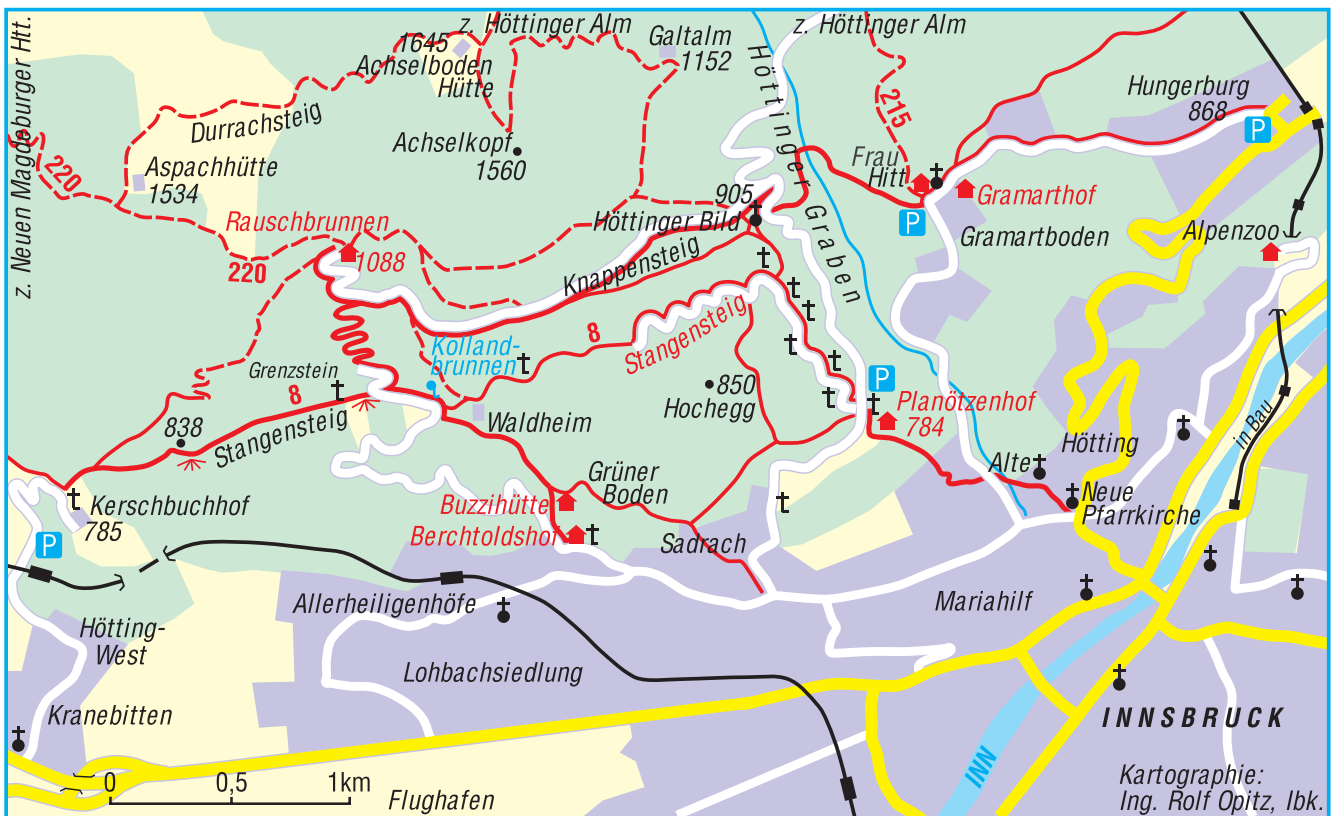 z. Neuen Magdeburger Htt.
z. Höttinger Alm
z. Höttinger Alm
1645
Achselboden
Hütte
Galtalm
1152
Höttinger Graben
215
Hungerburg
868
P
Durrachsteig
Achselkopf
1560
Frau
Hitt
220
Aspachhütte
1534
905
Gramarthof
Rauschbrunnen
Höttinger Bild
P
Gramartboden
Alpenzoo
220
1088
Knappensteig
8
Stangensteig
Kolland-
brunnen
Grenzstein
8
850
Hochegg
P
Planötzenhof
784
in Bau
838
Stangensteig
Waldheim
Hötting
Alte
Grüner
Boden
Neue
Pfarrkirche
Kerschbuchhof
785
Buzzihütte
Berchtoldshof
P
Sadrach
Allerheiligenhöfe
Mariahilf
Hötting-
West
Lohbachsiedlung
Kranebitten
INNSBRUCK
INN
0 0,5 1km
Flughafen
Kartographie:
Ing. Rolf Opitz, Ibk.